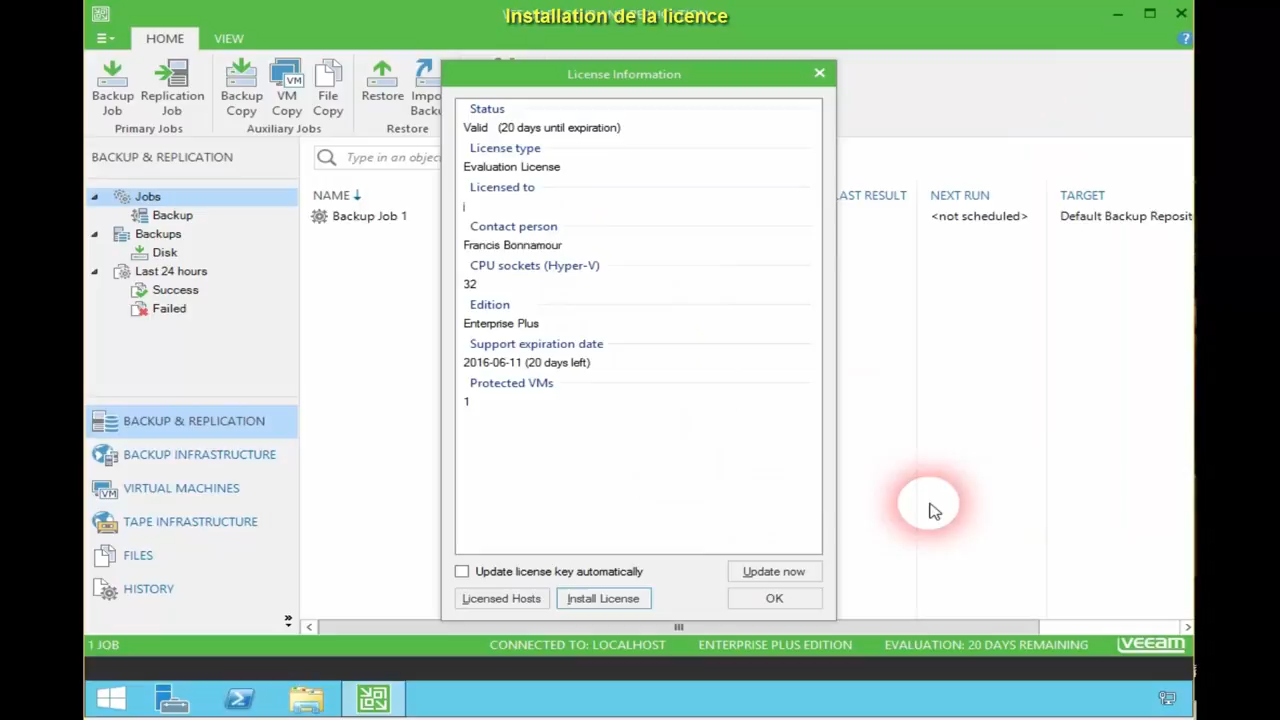 Installation de la licence
HOME
VIEW
Backup Job
Replication Job
Backup Copy
VM Copy
File Copy
Restore
Primary Jobs
Auxiliary Jobs
Restore
BACKUP & REPLICATION
Jobs
Backup
Backups
Disk
Last 24 hours
Success
Failed
BACKUP & REPLICATION
BACKUP INFRASTRUCTURE
VIRTUAL MACHINES
TAPE INFRASTRUCTURE
FILES
HISTORY
Type in an objec
NAME
Backup Job 1
License Information
Status
Valid (20 days until expiration)
License type
Evaluation License
Licensed to
i
Contact person
Francis Bonnamour
CPU sockets (Hyper-V)
32
Edition
Enterprise Plus
Support expiration date
2016-06-11 (20 days left)
Protected VMs
1
Update license key automatically
Update now
Licensed Hosts
Install License
OK
AST RESULT
NEXT RUN
TARGET
<not scheduled>
Default Backup Reposit
1 JOB
CONNECTED TO: LOCALHOST
ENTERPRISE PLUS EDITION
EVALUATION: 20 DAYS REMAINING
veeam